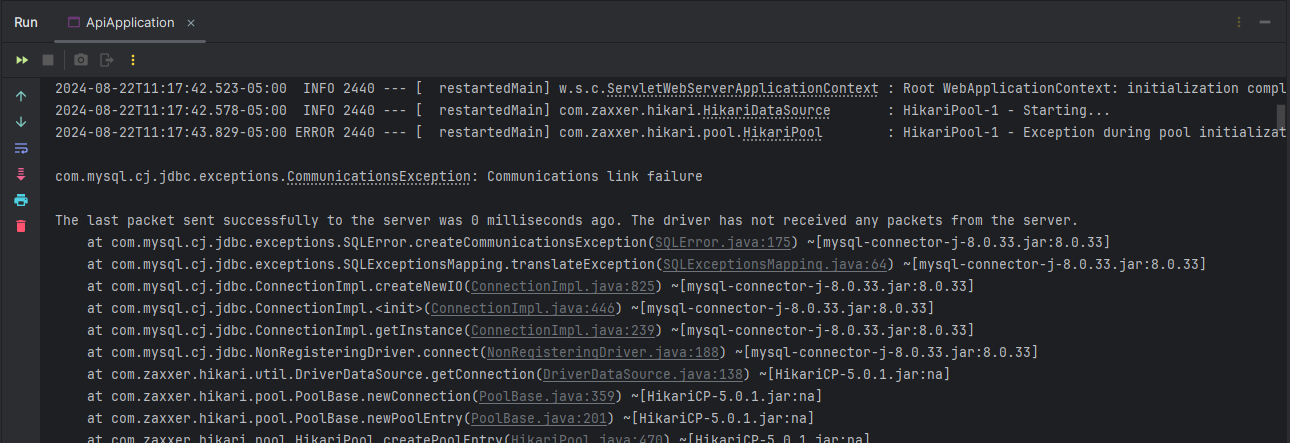 Run ApiApplication ×
2024-08-22T11:17:42.523-05:00  INFO 2440 --- [  restartedMain] w.s.c.ServletWebServerApplicationContext : Root WebApplicationContext: initialization compl
2024-08-22T11:17:42.578-05:00  INFO 2440 --- [  restartedMain] com.zaxxer.hikari.HikariDataSource       : HikariPool-1 - Starting...
2024-08-22T11:17:43.829-05:00 ERROR 2440 --- [  restartedMain] com.zaxxer.hikari.pool.HikariPool        : HikariPool-1 - Exception during pool initializat
com.mysql.cj.jdbc.exceptions.CommunicationsException: Communications link failure
The last packet sent successfully to the server was 0 milliseconds ago. The driver has not received any packets from the server.
at com.mysql.cj.jdbc.exceptions.SQLError.createCommunicationsException(SQLError.java:175) ~[mysql-connector-j-8.0.33.jar:8.0.33]
at com.mysql.cj.jdbc.exceptions.SQLExceptionsMapping.translateException(SQLExceptionsMapping.java:64) ~[mysql-connector-j-8.0.33.jar:8.0.33]
at com.mysql.cj.jdbc.ConnectionImpl.createNewIO(ConnectionImpl.java:825) ~[mysql-connector-j-8.0.33.jar:8.0.33]
at com.mysql.cj.jdbc.ConnectionImpl.<init>(ConnectionImpl.java:446) ~[mysql-connector-j-8.0.33.jar:8.0.33]
at com.mysql.cj.jdbc.ConnectionImpl.getInstance(ConnectionImpl.java:239) ~[mysql-connector-j-8.0.33.jar:8.0.33]
at com.mysql.cj.jdbc.NonRegisteringDriver.connect(NonRegisteringDriver.java:188) ~[mysql-connector-j-8.0.33.jar:8.0.33]
at com.zaxxer.hikari.util.DriverDataSource.getConnection(DriverDataSource.java:138) ~[HikariCP-5.0.1.jar:na]
at com.zaxxer.hikari.pool.PoolBase.newConnection(PoolBase.java:359) ~[HikariCP-5.0.1.jar:na]
at com.zaxxer.hikari.pool.PoolBase.newPoolEntry(PoolBase.java:201) ~[HikariCP-5.0.1.jar:na]
at com.zaxxer.hikari.pool.HikariPool.createPoolEntry(HikariPool.java:470) ~[HikariCP-5.0.1.jar:na]